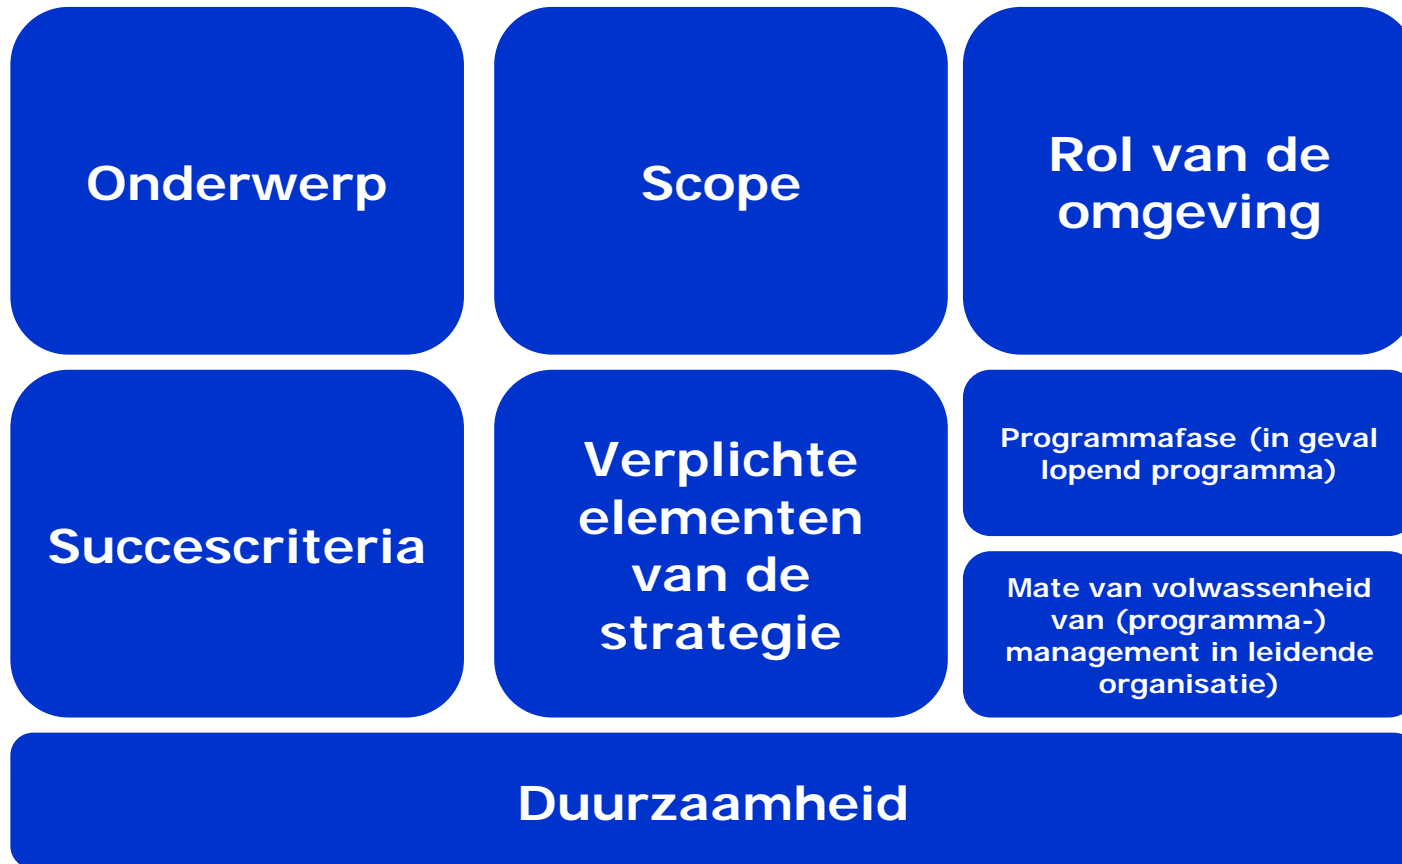 Onderwerp
Scope
Rol van de
omgeving
Succescriteria
Verplichte
elementen
van de
strategie
Programmafase (in geval
lopend programma)
Mate van volwassenheid
van (programma-)
management in leidende
organisatie)
Duurzaamheid